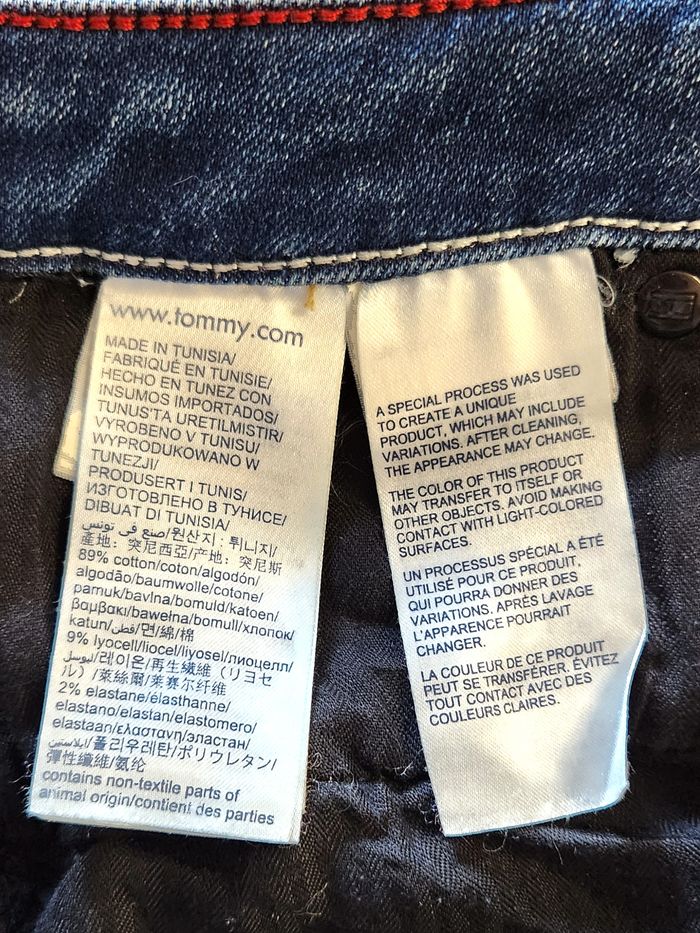 www.tommy.com
MADE IN TUNISIA/
FABRIQUÉ EN TUNISIE/
HECHO EN TUNEZ CON
INSUMOS IMPORTADOS/
TUNUS'TA URETILMISTIR/
VYROBENO V TUNISU/
WYPRODUKOWANO W
TUNEZJI/
PRODUSERT I TUNIS/
ИЗГОТОВЛЕНО В ТУНИСЕ/
DIBUAT DI TUNISIA/
صنع في تونس/원산지: 튀니지/
產地: 突尼西亞/产地: 突尼斯
89% cotton/coton/algodón/
algodão/baumwolle/cotone/
pamuk/bavlna/bomuld/katoen/
βαμβακι/bawełna/bomull/хлопок/
katun/قطن/면/綿/棉
9% lyocell/liocel/liyosel/лиоцелл/
ليوسل/레이온/再生繊維 (リヨセ
ル)/萊絲爾/莱赛尔纤维
2% elastane/élasthanne/
elastano/elastan/elastomero/
elastaan/ελαστανη/эластан/
ايلاستين/폴리우레탄/ポリウレタン/
彈性纖維/氨纶
contains non-textile parts of
animal origin/contient des parties
A SPECIAL PROCESS WAS USED
TO CREATE A UNIQUE
PRODUCT, WHICH MAY INCLUDE
VARIATIONS. AFTER CLEANING,
THE APPEARANCE MAY CHANGE.
THE COLOR OF THIS PRODUCT
MAY TRANSFER TO ITSELF OR
OTHER OBJECTS. AVOID MAKING
CONTACT WITH LIGHT-COLORED
SURFACES.
UN PROCESSUS SPÉCIAL A ÉTÉ
UTILISÉ POUR CE PRODUIT,
QUI POURRA DONNER DES
VARIATIONS. APRÈS LAVAGE
L'APPARENCE POURRAIT
CHANGER.
LA COULEUR DE CE PRODUIT
PEUT SE TRANSFÉRER. ÉVITEZ
TOUT CONTACT AVEC DES
COULEURS CLAIRES.